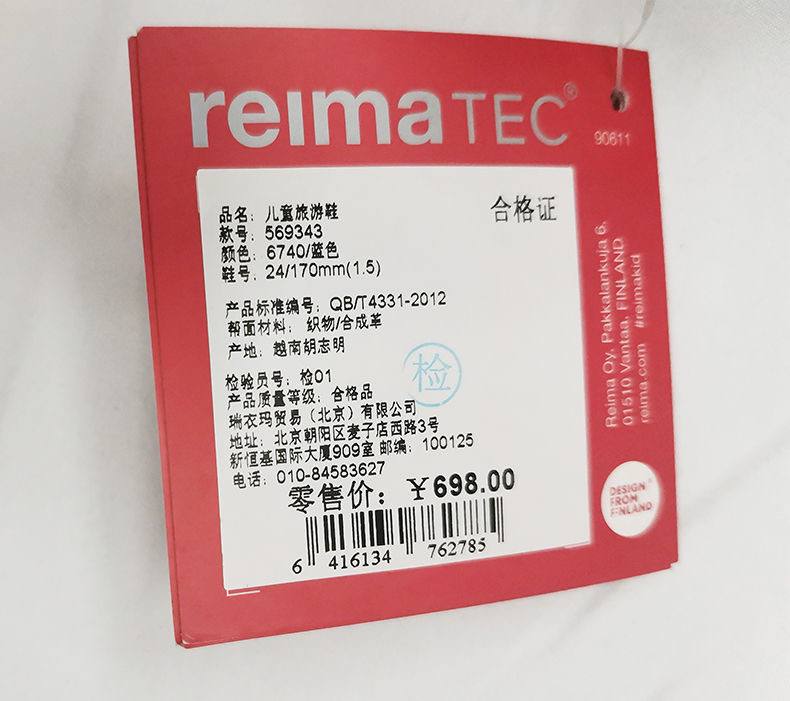 reimaTEC®
90611
合格证
品名：儿童旅游鞋
款号：569343
颜色：6740/蓝色
鞋号：24/170mm(1.5)
产品标准编号：QB/T4331-2012
帮面材料：织物/合成革
产地：越南胡志明
检
检验员号：检01
产品质量等级：合格品
瑞衣玛贸易（北京）有限公司
地址：北京朝阳区麦子店西路3号
新恒基国际大厦909室 邮编：100125
电话：010-84583627
零售价：￥698.00
6 416134 762785
Reima Oy, Pakkalankuja 6,
01510 Vantaa, FINLAND
reima.com #reimakid
DESIGN
FROM
FINLAND